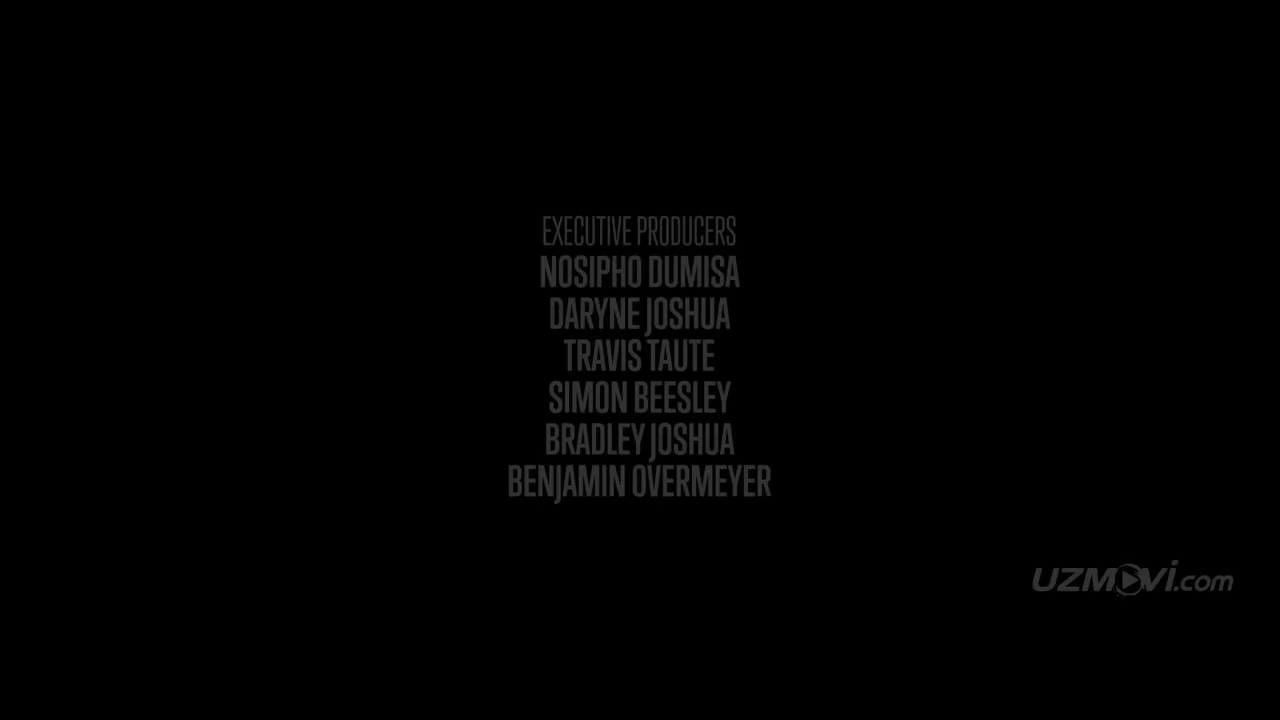 EXECUTIVE PRODUCERS
NOSIPHO DUMISA
DARYNE JOSHUA
TRAVIS TAUTE
SIMON BEESLEY
BRADLEY JOSHUA
BENJAMIN OVERMEYER
UZMOVi.com